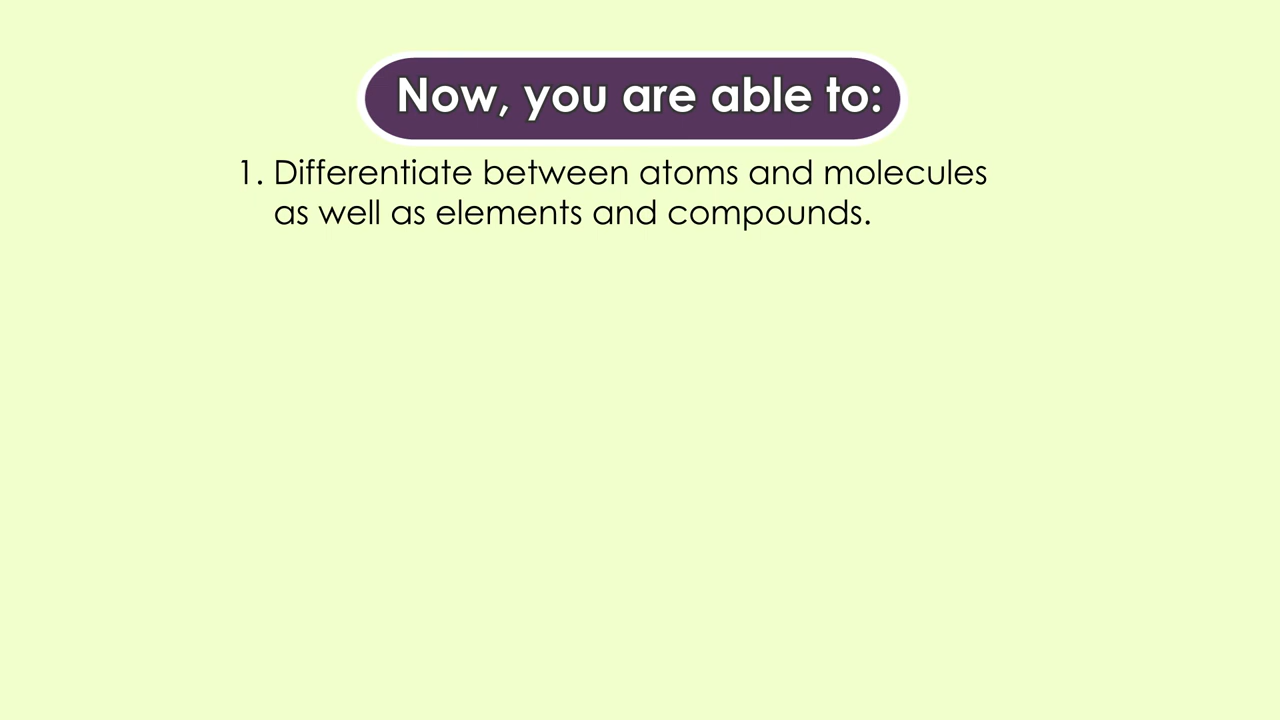 Now, you are able to:
1. Differentiate between atoms and molecules
as well as elements and compounds.